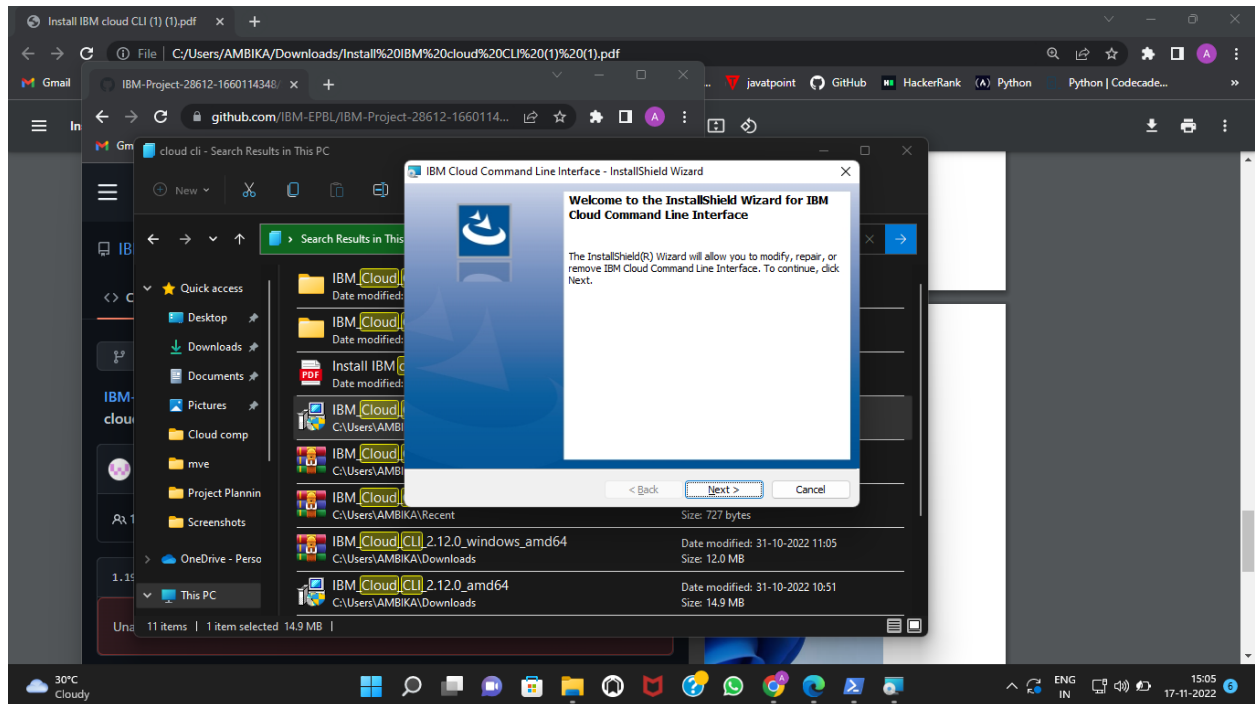 Install IBM cloud CLI (1) (1).pdf
File | C:/Users/AMBIKA/Downloads/Install%20IBM%20cloud%20CLI%20(1)%20(1).pdf
Gmail
javatpoint
GitHub
HackerRank
Python
Python | Codecade...
IBM-Project-28612-1660114348/
github.com/IBM-EPBL/IBM-Project-28612-1660114...
cloud cli - Search Results in This PC
New
Search Results in This
Quick access
Desktop
Downloads
Documents
Pictures
Cloud comp
mve
Project Plannin
Screenshots
OneDrive - Perso
This PC
IBM_Cloud_
Date modified:
IBM_Cloud_
Date modified:
Install IBM c
Date modified:
IBM_Cloud_
C:\Users\AMBI
IBM_Cloud_
C:\Users\AMBI
IBM_Cloud_
C:\Users\AMBIKA\Recent
Size: 727 bytes
IBM_Cloud_CLI_2.12.0_windows_amd64
Date modified: 31-10-2022 11:05
C:\Users\AMBIKA\Downloads
Size: 12.0 MB
IBM_Cloud_CLI_2.12.0_amd64
Date modified: 31-10-2022 10:51
C:\Users\AMBIKA\Downloads
Size: 14.9 MB
11 items | 1 item selected 14.9 MB |
IBM Cloud Command Line Interface - InstallShield Wizard
Welcome to the InstallShield Wizard for IBM
Cloud Command Line Interface
The InstallShield(R) Wizard will allow you to modify, repair, or
remove IBM Cloud Command Line Interface. To continue, click
Next.
< Back
Next >
Cancel
30°C
Cloudy
ENG
IN
15:05
17-11-2022
6